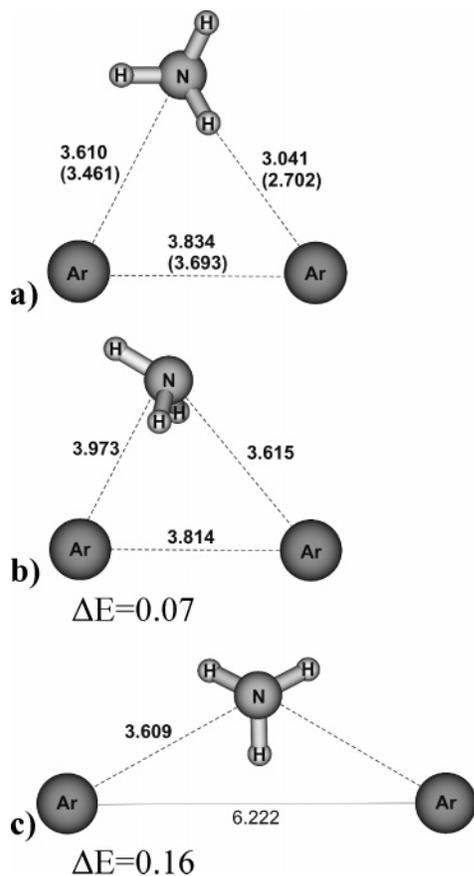 H
N
H
H
3.610
(3.461)
3.041
(2.702)
3.834
(3.693)
Ar
Ar
a)
H
N
H
H
3.973
3.615
3.814
Ar
Ar
b)
ΔE=0.07
H
H
N
3.609
H
Ar
Ar
6.222
c)
ΔE=0.16